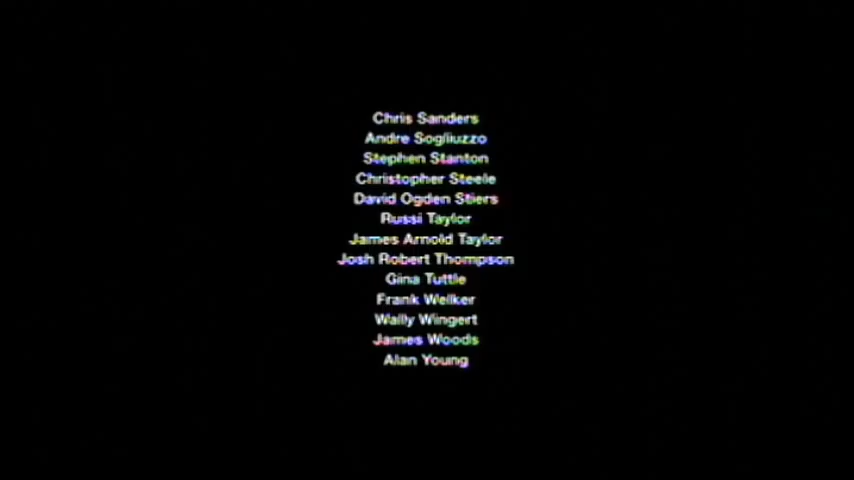 Chris Sanders
Andre Sogliuzzo
Stephen Stanton
Christopher Steele
David Ogden Stiers
Russi Taylor
James Arnold Taylor
Josh Robert Thompson
Gina Tuttle
Frank Welker
Wally Wingert
James Woods
Alan Young